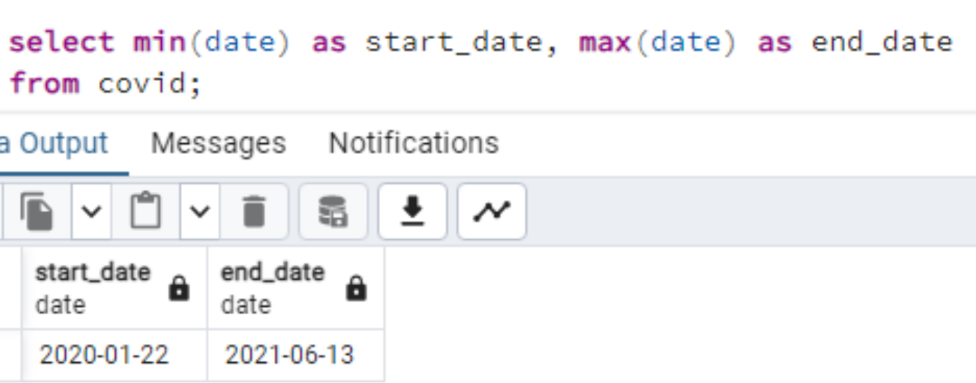 select min(date) as start_date, max(date) as end_date
from covid;
a Output Messages Notifications
start_date end_date
date date
2020-01-22 2021-06-13